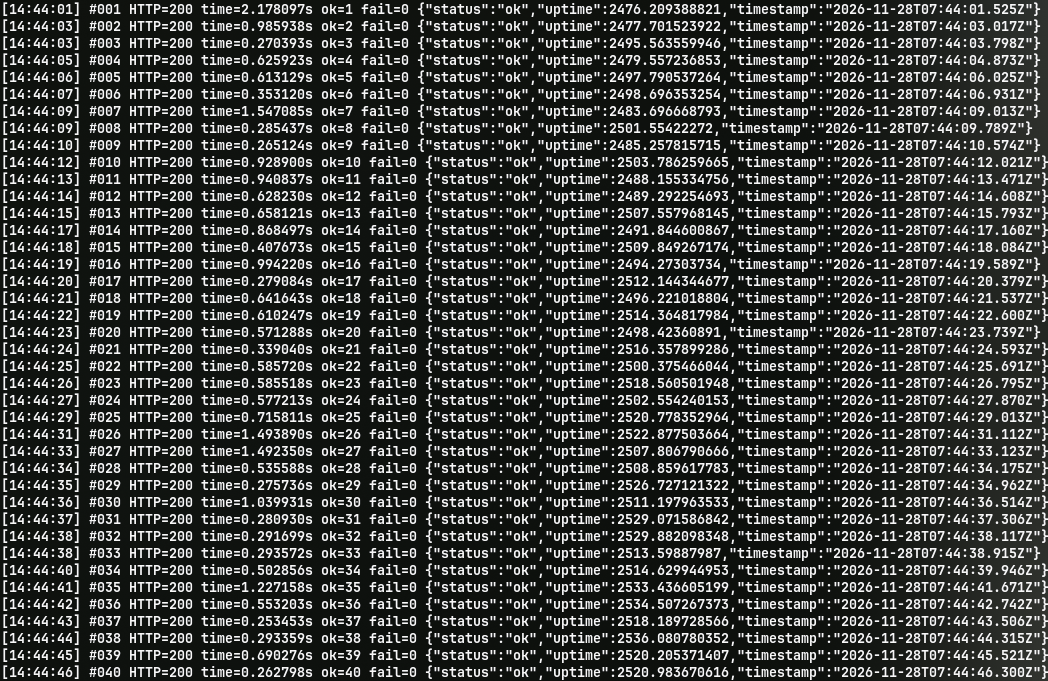 [14:44:01] #001 HTTP=200 time=2.178097s ok=1 fail=0 {"status":"ok","uptime":2476.209388821,"timestamp":"2026-11-28T07:44:01.525Z"}
[14:44:03] #002 HTTP=200 time=0.985938s ok=2 fail=0 {"status":"ok","uptime":2477.701523922,"timestamp":"2026-11-28T07:44:03.017Z"}
[14:44:03] #003 HTTP=200 time=0.270393s ok=3 fail=0 {"status":"ok","uptime":2495.563559946,"timestamp":"2026-11-28T07:44:03.798Z"}
[14:44:05] #004 HTTP=200 time=0.625923s ok=4 fail=0 {"status":"ok","uptime":2479.557236853,"timestamp":"2026-11-28T07:44:04.873Z"}
[14:44:06] #005 HTTP=200 time=0.613129s ok=5 fail=0 {"status":"ok","uptime":2497.790537264,"timestamp":"2026-11-28T07:44:06.025Z"}
[14:44:07] #006 HTTP=200 time=0.353120s ok=6 fail=0 {"status":"ok","uptime":2498.696353254,"timestamp":"2026-11-28T07:44:06.931Z"}
[14:44:09] #007 HTTP=200 time=1.547085s ok=7 fail=0 {"status":"ok","uptime":2483.696668793,"timestamp":"2026-11-28T07:44:09.013Z"}
[14:44:09] #008 HTTP=200 time=0.285437s ok=8 fail=0 {"status":"ok","uptime":2501.55422272,"timestamp":"2026-11-28T07:44:09.789Z"}
[14:44:10] #009 HTTP=200 time=0.265124s ok=9 fail=0 {"status":"ok","uptime":2485.257815715,"timestamp":"2026-11-28T07:44:10.574Z"}
[14:44:12] #010 HTTP=200 time=0.928900s ok=10 fail=0 {"status":"ok","uptime":2503.786259665,"timestamp":"2026-11-28T07:44:12.021Z"}
[14:44:13] #011 HTTP=200 time=0.940837s ok=11 fail=0 {"status":"ok","uptime":2488.155334756,"timestamp":"2026-11-28T07:44:13.471Z"}
[14:44:14] #012 HTTP=200 time=0.628230s ok=12 fail=0 {"status":"ok","uptime":2489.292254693,"timestamp":"2026-11-28T07:44:14.608Z"}
[14:44:15] #013 HTTP=200 time=0.658121s ok=13 fail=0 {"status":"ok","uptime":2507.557968145,"timestamp":"2026-11-28T07:44:15.793Z"}
[14:44:17] #014 HTTP=200 time=0.868497s ok=14 fail=0 {"status":"ok","uptime":2491.844600867,"timestamp":"2026-11-28T07:44:17.160Z"}
[14:44:18] #015 HTTP=200 time=0.407673s ok=15 fail=0 {"status":"ok","uptime":2509.849267174,"timestamp":"2026-11-28T07:44:18.084Z"}
[14:44:19] #016 HTTP=200 time=0.994220s ok=16 fail=0 {"status":"ok","uptime":2494.27303734,"timestamp":"2026-11-28T07:44:19.589Z"}
[14:44:20] #017 HTTP=200 time=0.279084s ok=17 fail=0 {"status":"ok","uptime":2512.144344677,"timestamp":"2026-11-28T07:44:20.379Z"}
[14:44:21] #018 HTTP=200 time=0.641643s ok=18 fail=0 {"status":"ok","uptime":2496.221018804,"timestamp":"2026-11-28T07:44:21.537Z"}
[14:44:22] #019 HTTP=200 time=0.610247s ok=19 fail=0 {"status":"ok","uptime":2514.364817984,"timestamp":"2026-11-28T07:44:22.600Z"}
[14:44:23] #020 HTTP=200 time=0.571288s ok=20 fail=0 {"status":"ok","uptime":2498.42360891,"timestamp":"2026-11-28T07:44:23.739Z"}
[14:44:24] #021 HTTP=200 time=0.339040s ok=21 fail=0 {"status":"ok","uptime":2516.357899286,"timestamp":"2026-11-28T07:44:24.593Z"}
[14:44:25] #022 HTTP=200 time=0.585720s ok=22 fail=0 {"status":"ok","uptime":2500.375466044,"timestamp":"2026-11-28T07:44:25.691Z"}
[14:44:26] #023 HTTP=200 time=0.585518s ok=23 fail=0 {"status":"ok","uptime":2518.560501948,"timestamp":"2026-11-28T07:44:26.795Z"}
[14:44:27] #024 HTTP=200 time=0.577213s ok=24 fail=0 {"status":"ok","uptime":2502.554240153,"timestamp":"2026-11-28T07:44:27.870Z"}
[14:44:29] #025 HTTP=200 time=0.715811s ok=25 fail=0 {"status":"ok","uptime":2520.778352964,"timestamp":"2026-11-28T07:44:29.013Z"}
[14:44:31] #026 HTTP=200 time=1.493890s ok=26 fail=0 {"status":"ok","uptime":2522.877503664,"timestamp":"2026-11-28T07:44:31.112Z"}
[14:44:33] #027 HTTP=200 time=1.492350s ok=27 fail=0 {"status":"ok","uptime":2507.806790666,"timestamp":"2026-11-28T07:44:33.123Z"}
[14:44:34] #028 HTTP=200 time=0.535588s ok=28 fail=0 {"status":"ok","uptime":2508.859617783,"timestamp":"2026-11-28T07:44:34.175Z"}
[14:44:35] #029 HTTP=200 time=0.275736s ok=29 fail=0 {"status":"ok","uptime":2526.727121322,"timestamp":"2026-11-28T07:44:34.962Z"}
[14:44:36] #030 HTTP=200 time=1.039931s ok=30 fail=0 {"status":"ok","uptime":2511.197963533,"timestamp":"2026-11-28T07:44:36.514Z"}
[14:44:37] #031 HTTP=200 time=0.280930s ok=31 fail=0 {"status":"ok","uptime":2529.071586842,"timestamp":"2026-11-28T07:44:37.306Z"}
[14:44:38] #032 HTTP=200 time=0.291699s ok=32 fail=0 {"status":"ok","uptime":2529.882098348,"timestamp":"2026-11-28T07:44:38.117Z"}
[14:44:38] #033 HTTP=200 time=0.293572s ok=33 fail=0 {"status":"ok","uptime":2513.59887987,"timestamp":"2026-11-28T07:44:38.915Z"}
[14:44:40] #034 HTTP=200 time=0.502856s ok=34 fail=0 {"status":"ok","uptime":2514.629944953,"timestamp":"2026-11-28T07:44:39.946Z"}
[14:44:41] #035 HTTP=200 time=1.227158s ok=35 fail=0 {"status":"ok","uptime":2533.436605199,"timestamp":"2026-11-28T07:44:41.671Z"}
[14:44:42] #036 HTTP=200 time=0.553203s ok=36 fail=0 {"status":"ok","uptime":2534.507267373,"timestamp":"2026-11-28T07:44:42.742Z"}
[14:44:43] #037 HTTP=200 time=0.253453s ok=37 fail=0 {"status":"ok","uptime":2518.189728566,"timestamp":"2026-11-28T07:44:43.506Z"}
[14:44:44] #038 HTTP=200 time=0.293359s ok=38 fail=0 {"status":"ok","uptime":2536.080780352,"timestamp":"2026-11-28T07:44:44.315Z"}
[14:44:45] #039 HTTP=200 time=0.690276s ok=39 fail=0 {"status":"ok","uptime":2520.205371407,"timestamp":"2026-11-28T07:44:45.521Z"}
[14:44:46] #040 HTTP=200 time=0.262798s ok=40 fail=0 {"status":"ok","uptime":2520.983670616,"timestamp":"2026-11-28T07:44:46.300Z"}